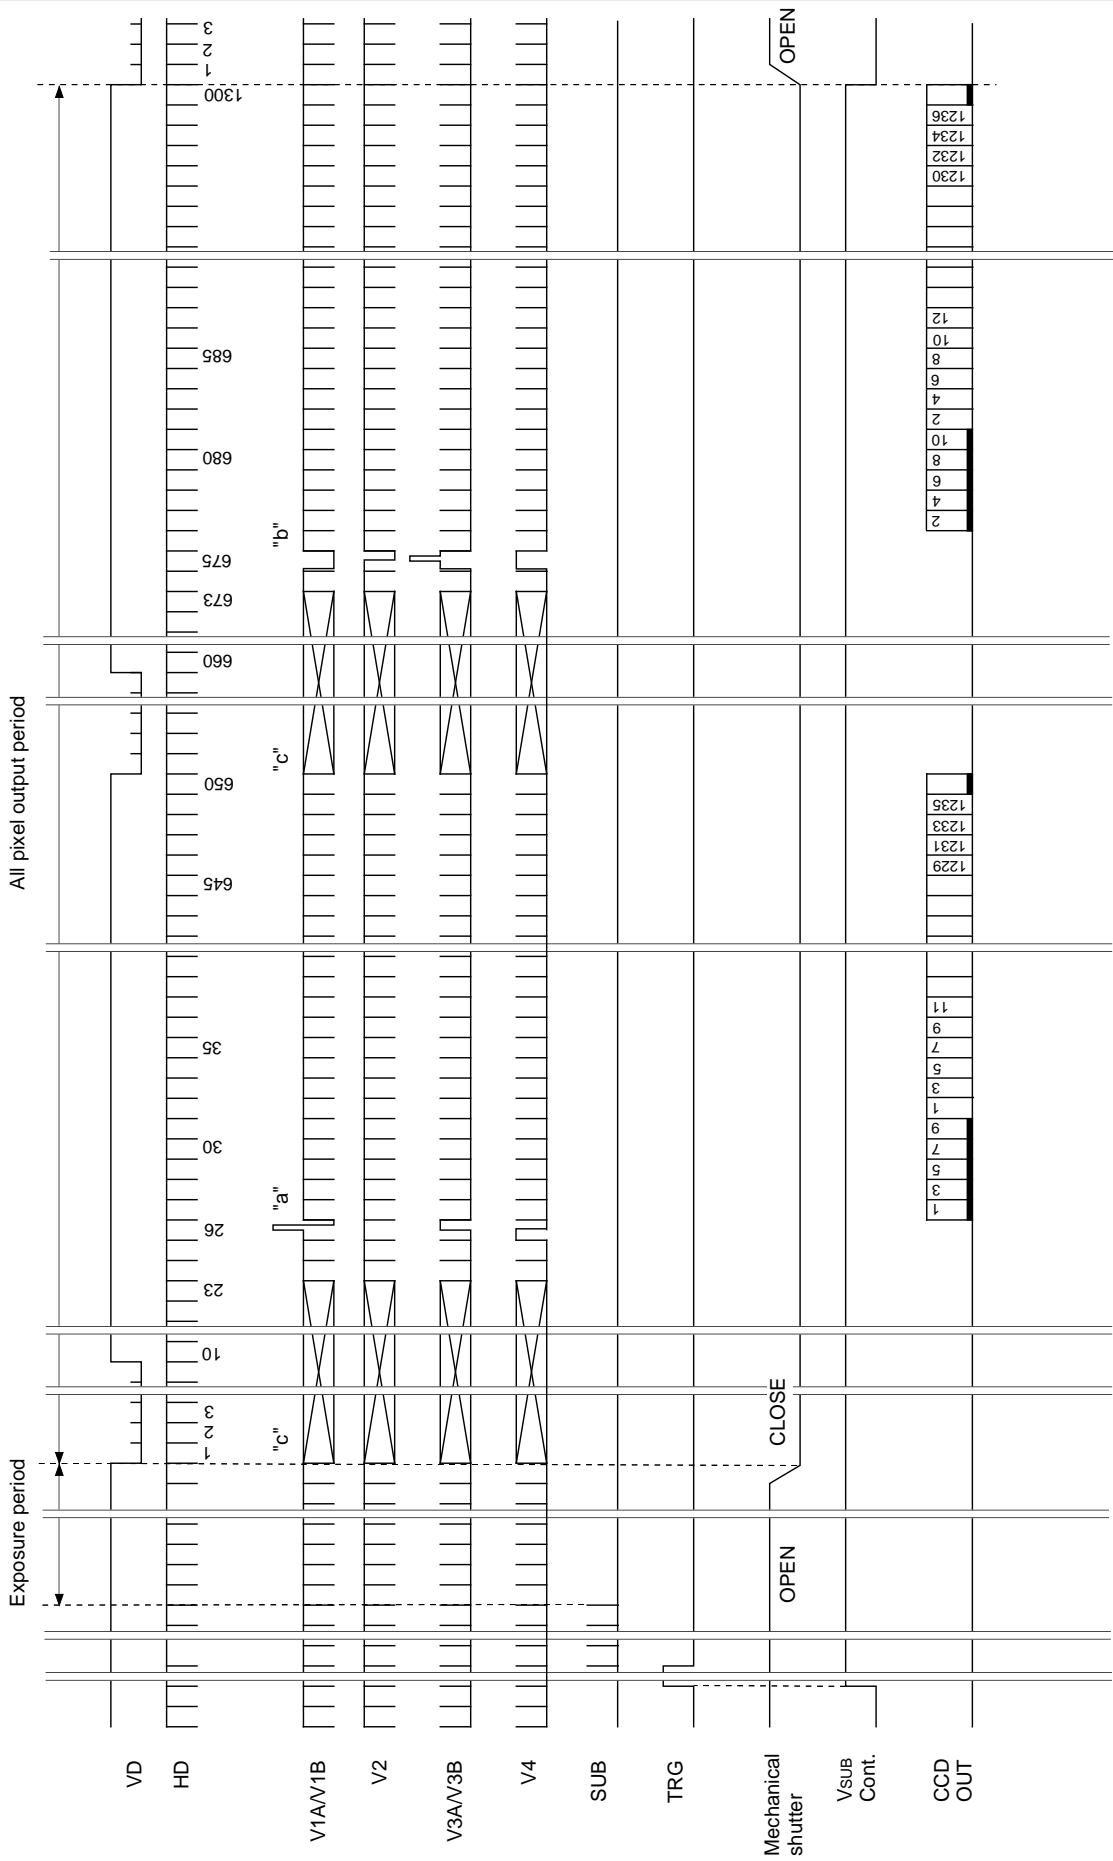 Exposure period
All pixel output period
VD
HD
1
2
3
10
23
26
30
35
645
650
660
673
675
680
685
1300
1
2
3
"c"
"a"
"c"
"b"
V1A/V1B
V2
V3A/V3B
V4
SUB
TRG
Mechanical
shutter
OPEN
CLOSE
OPEN
VSUB
Cont.
CCD
OUT
1
3
5
7
9
1
3
5
7
9
11
1229
1231
1233
1235
2
4
6
8
10
2
4
6
8
10
12
1230
1232
1234
1236